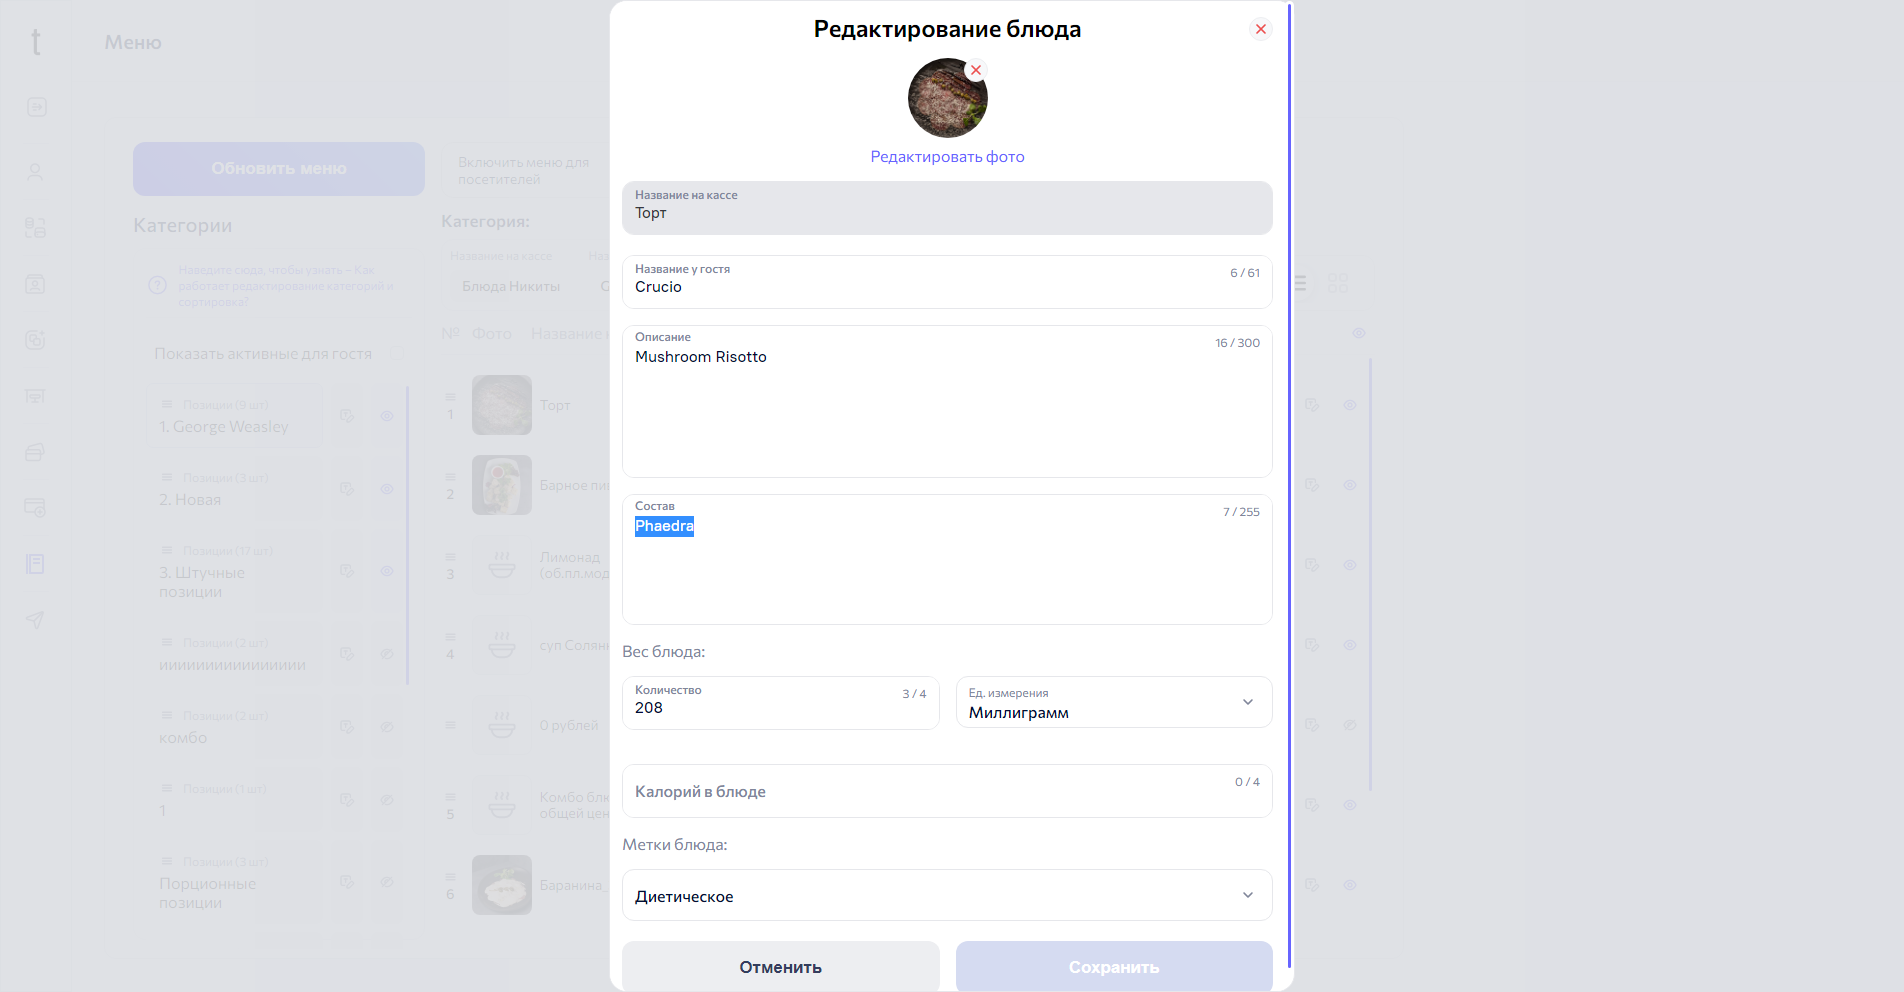 t
Меню
Обновить меню
Включить меню для
посетителей
Категории
Наведите сюда, чтобы узнать - Как
работает редактирование категорий и
сортировка?
Показать активные для гостя
Позиции (9 шт)
1. George Weasley
Позиции (3 шт)
2. Новая
Позиции (17 шт)
3. Штучные
позиции
Позиции (2 шт)
Позиции (2 шт)
комбо
Позиции (1 шт)
1
Позиции (3 шт)
Порционные
позиции
Категория:
Название на кассе
Наз
Блюда Никиты
G
№
Фото
Название
1
Торт
2
Барное
3
Лимонад
(об.пл.мод
4
суп Солян
0 рублей
5
Комбо
общей цен
6
Баранина_
Редактирование блюда
Редактировать фото
Название на кассе
Торт
Название у гостя
6 / 61
Crucio
Описание
16 / 300
Mushroom Risotto
Состав
7 / 255
Phaedra
Вес блюда:
Количество
3 / 4
208
Ед. измерения
Миллиграмм
Калорий в блюде
0 / 4
Метки блюда:
Диетическое
Отменить
Сохранить